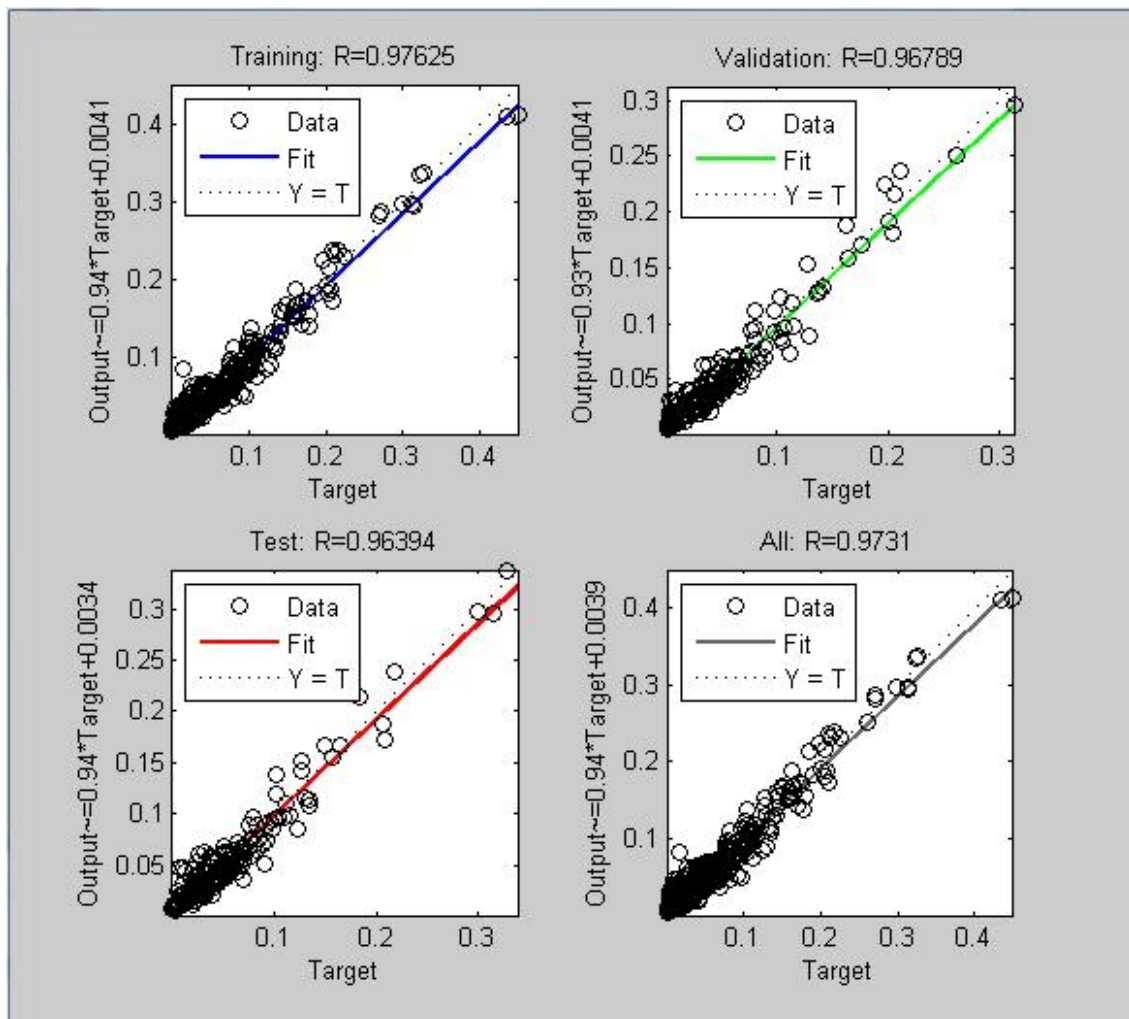 Training: R=0.97625
Output~=0.94*Target+0.0041
0.4
0.3
0.2
0.1
Data
Fit
Y = T
0.1 0.2 0.3 0.4
Target
Validation: R=0.96789
Output~=0.93*Target+0.0041
0.3
0.25
0.2
0.15
0.1
0.05
Data
Fit
Y = T
0.1 0.2 0.3
Target
Test: R=0.96394
Output~=0.94*Target+0.0034
0.3
0.25
0.2
0.15
0.1
0.05
Data
Fit
Y = T
0.1 0.2 0.3
Target
All: R=0.9731
Output~=0.94*Target+0.0039
0.4
0.3
0.2
0.1
Data
Fit
Y = T
0.1 0.2 0.3 0.4
Target